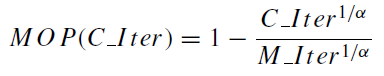 MOP(C_Iter) = 1 − C_Iter^{1/α} / M_Iter^{1/α}